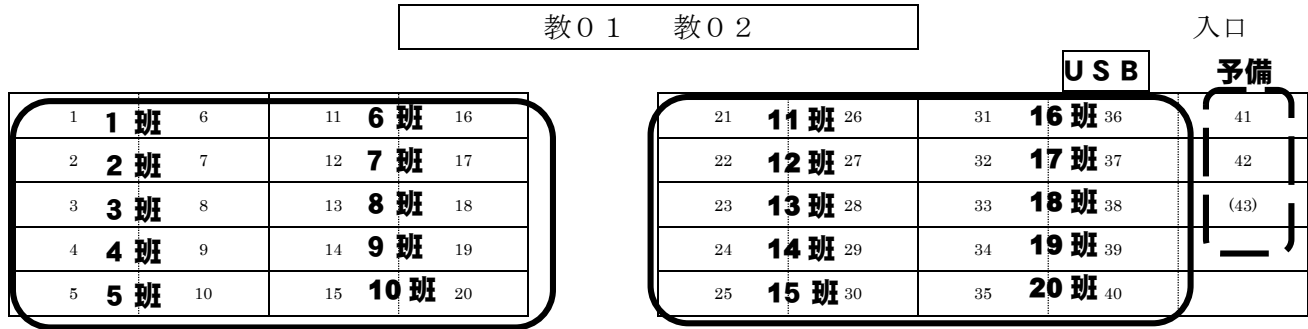 教01 教02 入口
USB 予備
1 1班 6 11 6班 16 21 11班 26 31 16班 36 41
2 2班 7 12 7班 17 22 12班 27 32 17班 37 42
3 3班 8 13 8班 18 23 13班 28 33 18班 38 (43)
4 4班 9 14 9班 19 24 14班 29 34 19班 39
5 5班 10 15 10班 20 25 15班 30 35 20班 40